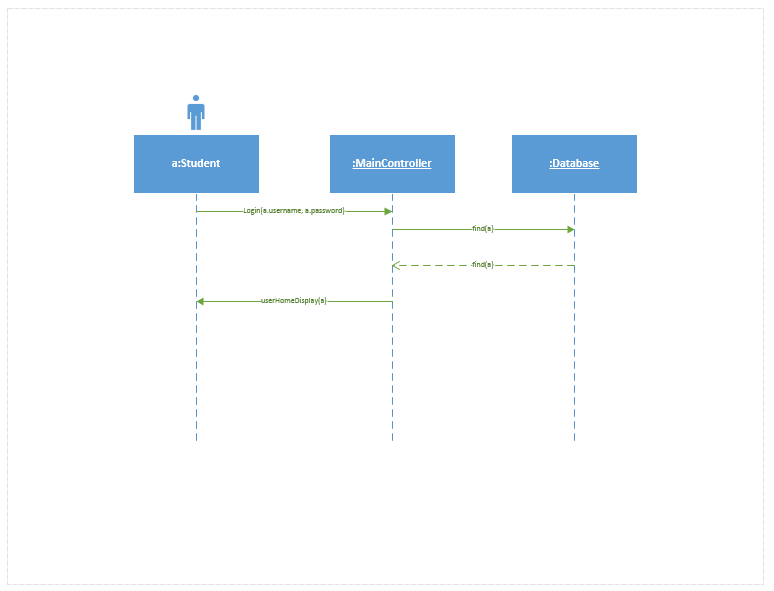 a:Student
:MainController
:Database
Login(a.username, a.password)
find(a)
find(a)
userHomeDisplay(a)